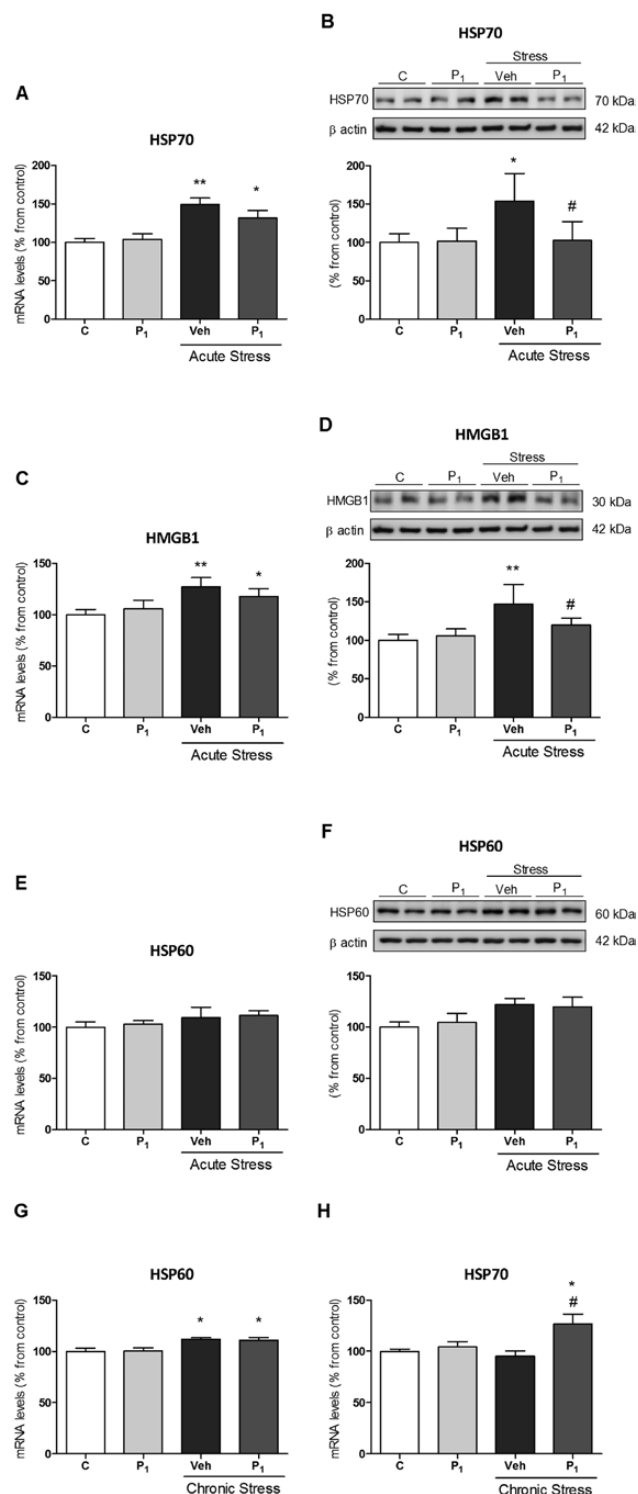 A
HSP70
mRNA levels (% from control)
200
150
100
50
0
**
*
C P₁ Veh P₁
Acute Stress
B
HSP70
Stress
C P₁ Veh P₁
HSP70 70 kDa
β actin 42 kDa
(% from control)
200
150
100
50
0
*
#
C P₁ Veh P₁
Acute Stress
C
HMGB1
mRNA levels (% from control)
150
100
50
0
**
*
C P₁ Veh P₁
Acute Stress
D
HMGB1
Stress
C P₁ Veh P₁
HMGB1 30 kDa
β actin 42 kDa
(% from control)
200
150
100
50
0
**
#
C P₁ Veh P₁
Acute Stress
E
HSP60
mRNA levels (% from control)
150
100
50
0
C P₁ Veh P₁
Acute Stress
F
HSP60
Stress
C P₁ Veh P₁
HSP60 60 kDa
β actin 42 kDa
(% from control)
150
100
50
0
C P₁ Veh P₁
Acute Stress
G
HSP60
mRNA levels (% from control)
150
100
50
0
* *
C P₁ Veh P₁
Chronic Stress
H
HSP70
mRNA levels (% from control)
150
100
50
0
*
#
C P₁ Veh P₁
Chronic Stress